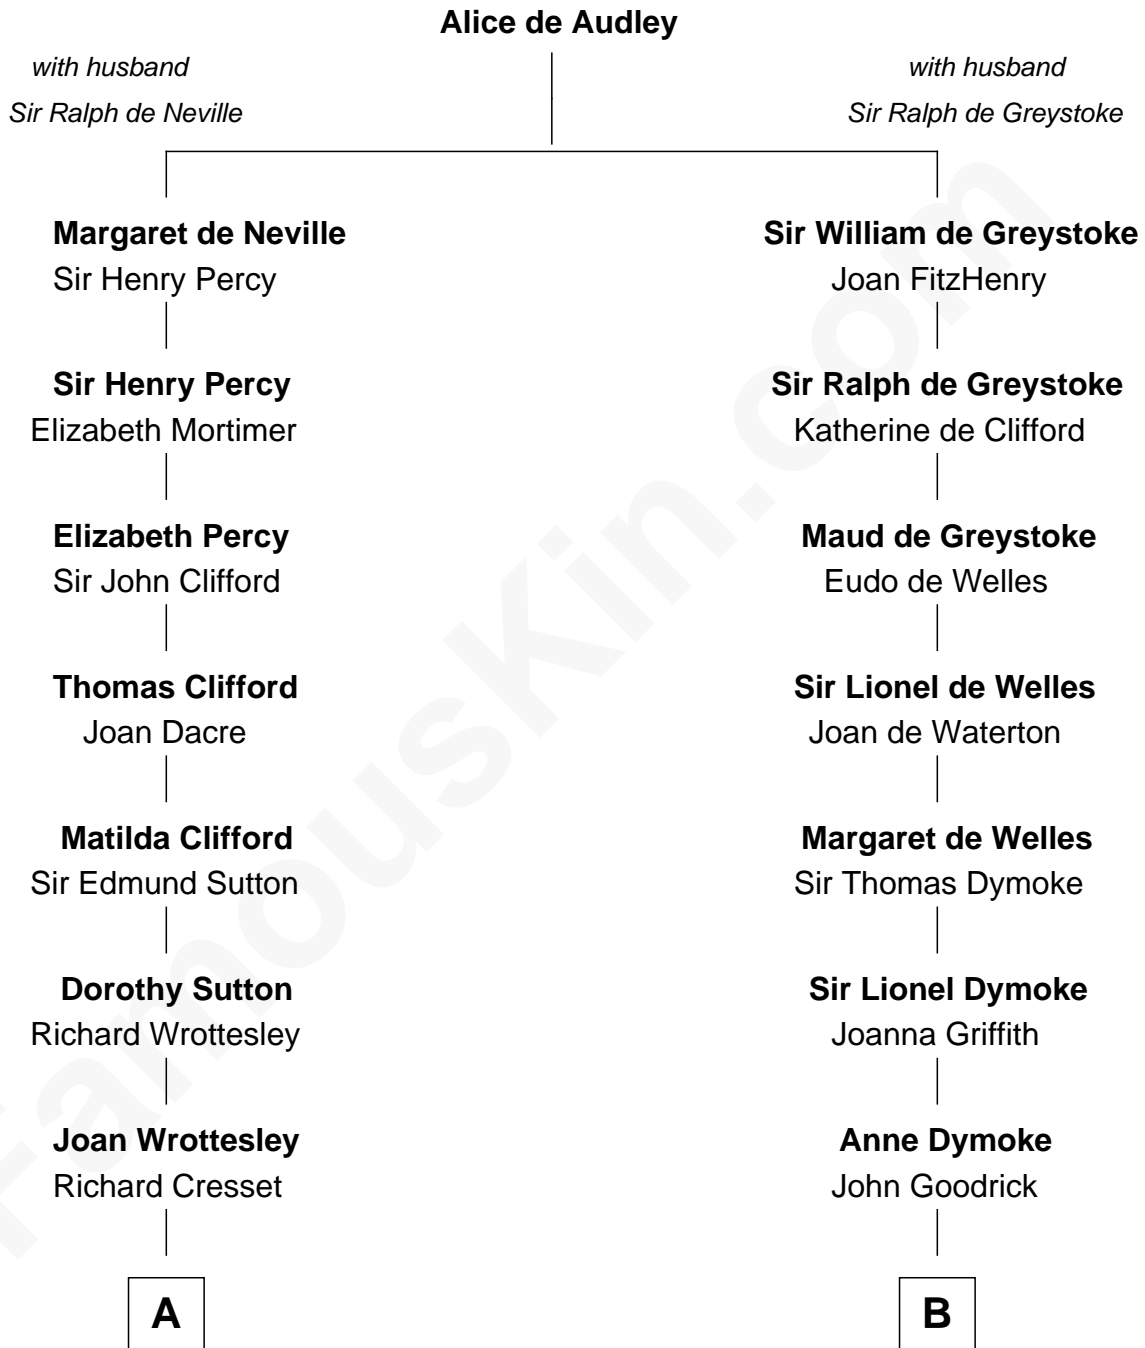 Alice de Audley
with husband
Sir Ralph de Neville
with husband
Sir Ralph de Greystoke
Margaret de Neville
Sir Henry Percy
Sir William de Greystoke
Joan FitzHenry
Sir Henry Percy
Elizabeth Mortimer
Sir Ralph de Greystoke
Katherine de Clifford
Elizabeth Percy
Sir John Clifford
Maud de Greystoke
Eudo de Welles
Thomas Clifford
Joan Dacre
Sir Lionel de Welles
Joan de Waterton
Matilda Clifford
Sir Edmund Sutton
Margaret de Welles
Sir Thomas Dymoke
Dorothy Sutton
Richard Wrottesley
Sir Lionel Dymoke
Joanna Griffith
Joan Wrottesley
Richard Cresset
Anne Dymoke
John Goodrick
A
B
FamousKin.com